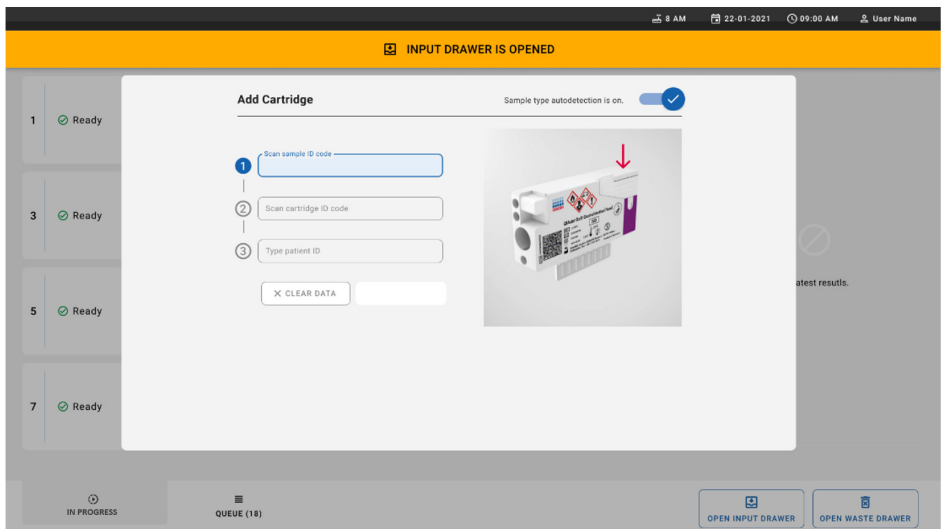 8 AM
22-01-2021
09:00 AM
User Name
INPUT DRAWER IS OPENED
Add Cartridge
Sample type autodetection is on.
1
Ready
1
Scan sample ID code
2
Scan cartridge ID code
3
Ready
3
Type patient ID
CLEAR DATA
atest resutls.
5
Ready
7
Ready
IN PROGRESS
QUEUE (18)
OPEN INPUT DRAWER
OPEN WASTE DRAWER